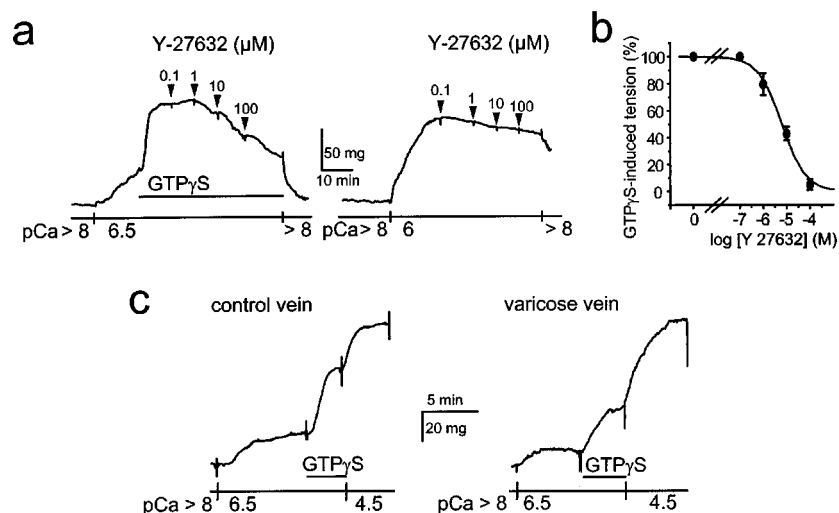 a
Y-27632 (µM)
0.1
1
10
100
GTPγS
pCa > 8
6.5
> 8
50 mg
10 min
Y-27632 (µM)
0.1
1
10
100
pCa > 8
6
> 8
b
GTPγS-induced tension (%)
100
80
60
40
20
0
0
-7
-6
-5
-4
log [Y 27632] (M)
c
control vein
GTPγS
pCa > 8
6.5
4.5
5 min
20 mg
varicose vein
GTPγS
pCa > 8
6.5
4.5